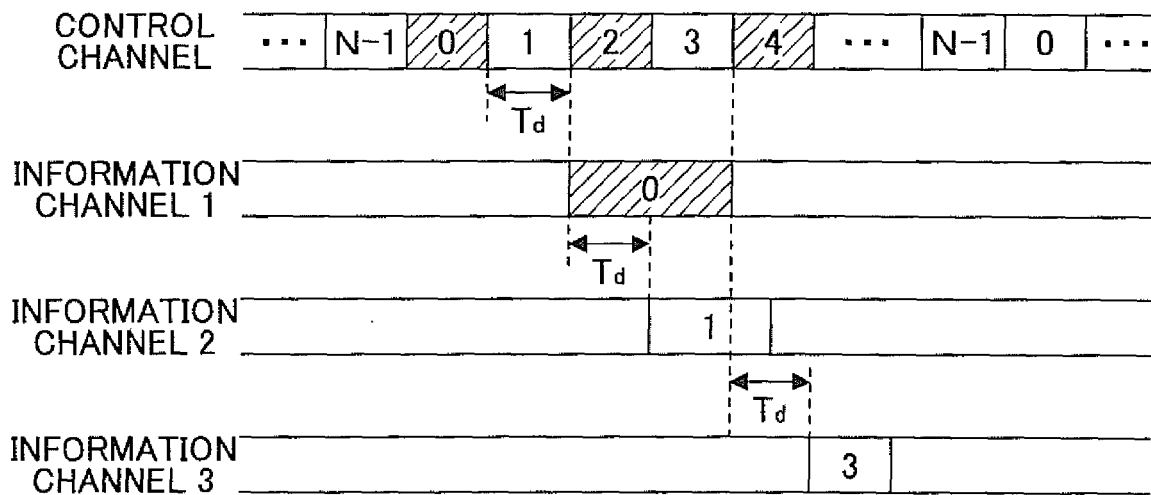 CONTROL CHANNEL
··· N-1 0 1 2 3 4 ··· N-1 0 ···
Td
INFORMATION CHANNEL 1
0
Td
INFORMATION CHANNEL 2
1
Td
INFORMATION CHANNEL 3
3